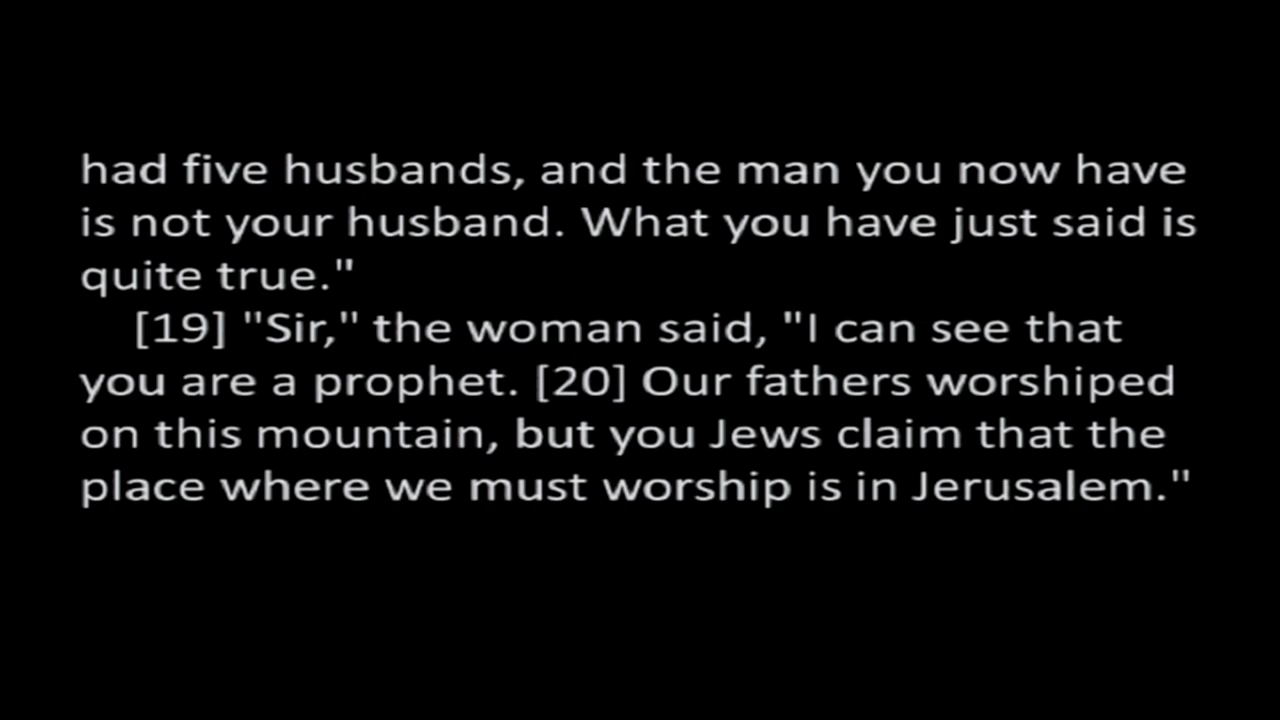 had five husbands, and the man you now have
is not your husband. What you have just said is
quite true."
[19] "Sir," the woman said, "I can see that
you are a prophet. [20] Our fathers worshiped
on this mountain, but you Jews claim that the
place where we must worship is in Jerusalem."